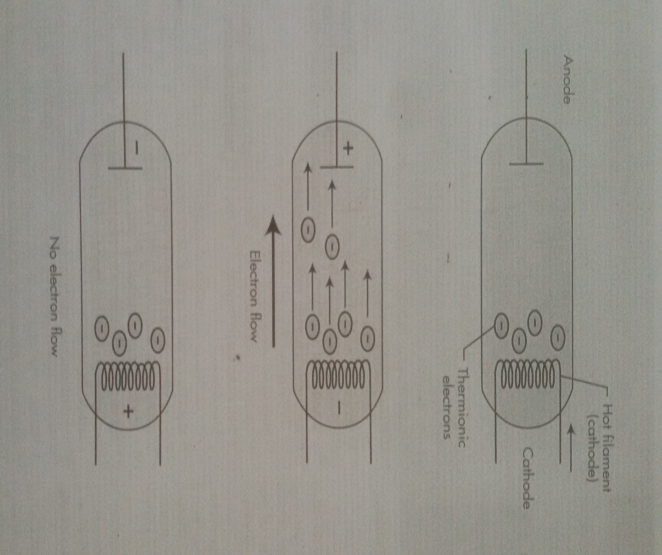 Anode
Hot filament
(cathode)
Cathode
Thermionic
electrons
+
−
Electron flow
−
+
No electron flow